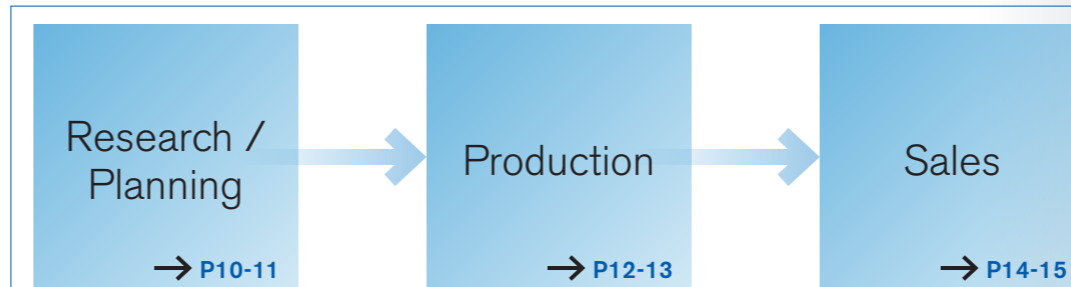 Research /
Planning
→ P10-11
Production
→ P12-13
Sales
→ P14-15